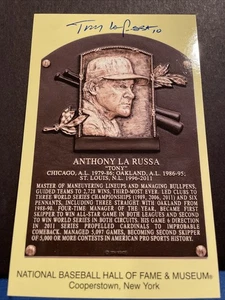 Tony La Russa 10
ANTHONY LA RUSSA
"TONY"
CHICAGO, A.L. 1979-86; OAKLAND, A.L. 1986-95;
ST. LOUIS, N.L. 1996-2011
MASTER OF MANEUVERING LINEUPS AND MANAGING BULLPENS,
GUIDED TEAMS TO 2,728 WINS, THIRD-MOST EVER. LED CLUBS TO
THREE WORLD SERIES CHAMPIONSHIPS (1989, 2006, 2011) AND SIX
PENNANTS, INCLUDING THREE STRAIGHT WITH OAKLAND FROM
1988-90. FOUR-TIME MANAGER OF THE YEAR, BECAME FIRST
SKIPPER TO WIN ALL-STAR GAME IN BOTH LEAGUES AND SECOND
TO WIN WORLD SERIES IN BOTH CIRCUITS. HIS GAME 6 DIRECTION
IN 2011 SERIES PROPELLED CARDINALS TO IMPROBABLE
COMEBACK. MANAGED 5,097 GAMES, BECOMING SECOND SKIPPER
OF 5,000 OR MORE CONTESTS IN AMERICAN PRO SPORTS HISTORY.
NATIONAL BASEBALL HALL OF FAME & MUSEUM®
Cooperstown, New York